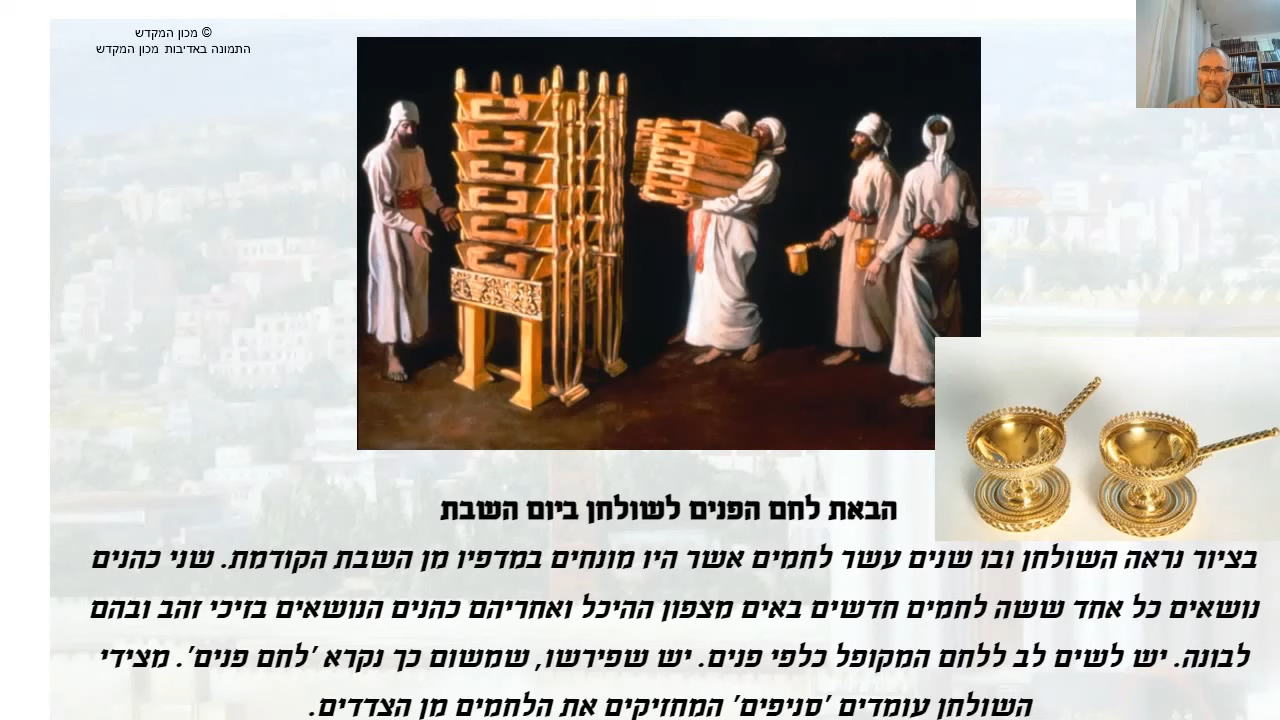 © מכון המקדש
התמונה באדיבות מכון המקדש
הבאת לחם הפנים לשולחן ביום השבת
בציור נראה השולחן ובו שנים עשר לחמים אשר היו מונחים במדפיו מן השבת הקודמת. שני כהנים
נושאים כל אחד ששה לחמים חדשים באים מצפון ההיכל ואחריהם כהנים הנושאים בזיכי זהב ובהם
לבונה. יש לשים לב ללחם המקופל כלפי פנים. יש שפירשו, שמשום כך נקרא 'לחם פנים'. מצידי
השולחן עומדים 'סניפים' המחזיקים את הלחמים מן הצדדים.